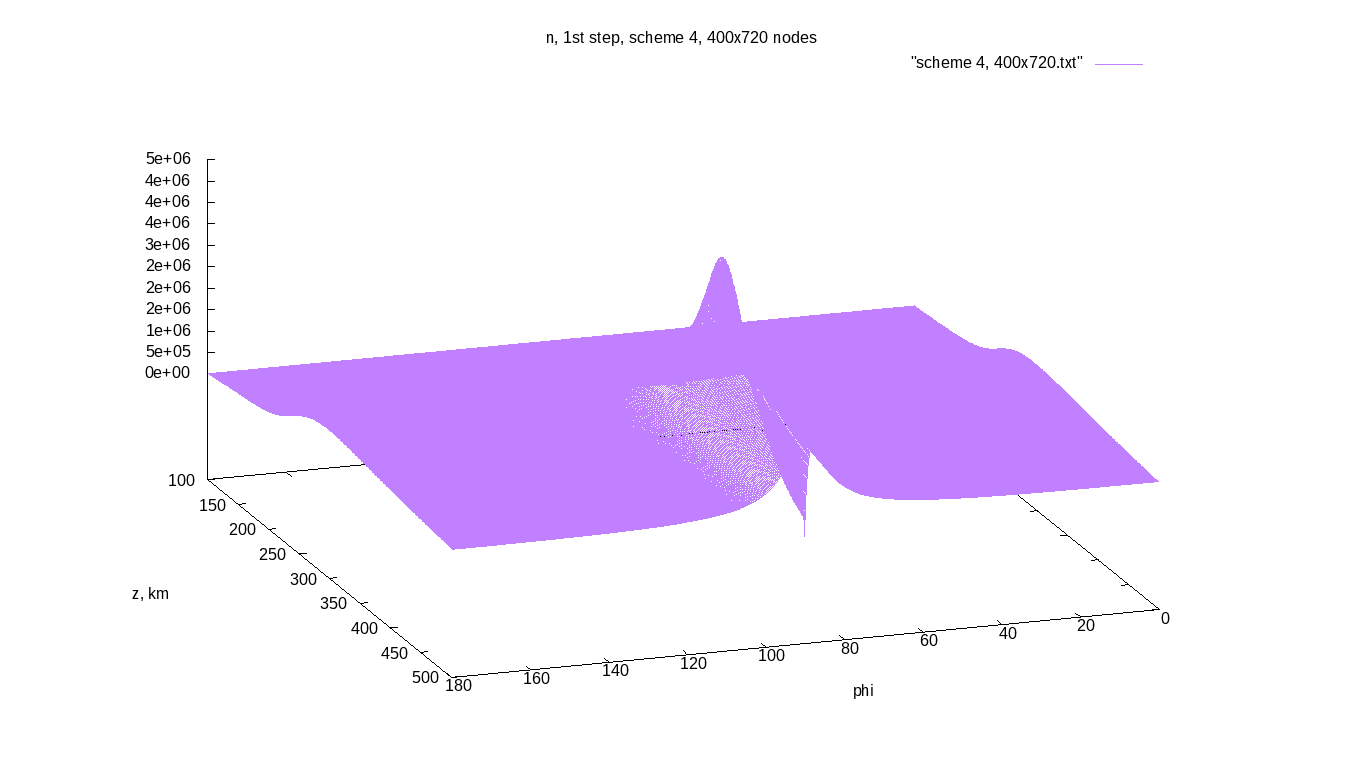 n, 1st step, scheme 4, 400x720 nodes
"scheme 4, 400x720.txt"
5e+06
4e+06
4e+06
4e+06
3e+06
2e+06
2e+06
2e+06
1e+06
5e+05
0e+00
100
150
200
250
300
350
400
450
500
z, km
180
160
140
120
100
80
60
40
20
0
phi